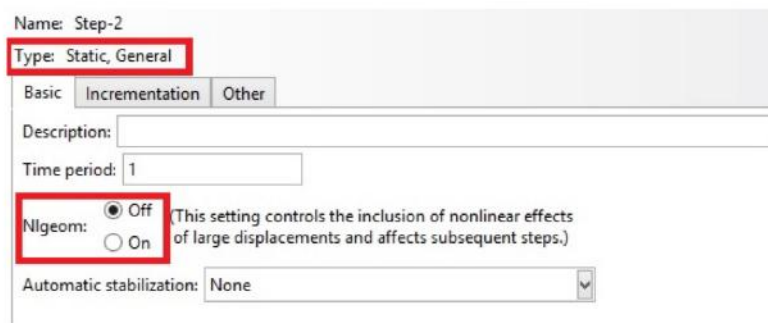 Name: Step-2
Type: Static, General
Basic Incrementation Other
Description:
Time period: 1
Nlgeom: Off (This setting controls the inclusion of nonlinear effects
On of large displacements and affects subsequent steps.)
Automatic stabilization: None